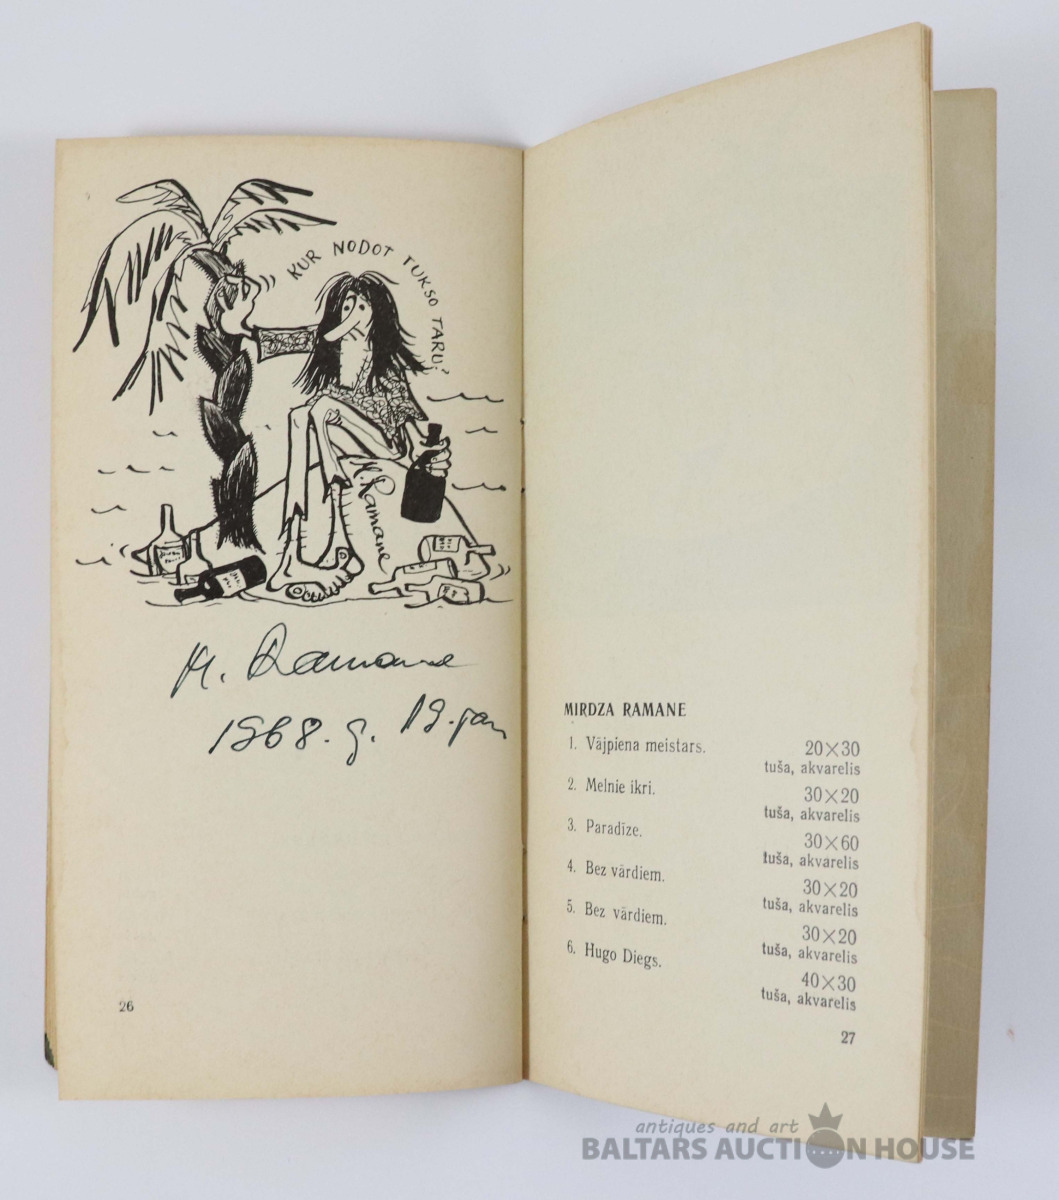 KUR NODOT TUKŠO TARU?
M. Ramane
M. Ramane
1968. g. 19. jan,
26
MIRDZA RAMANE
1. Vājpiena meistars. 20×30
tuša, akvarelis
2. Melnie ikri. 30×20
tuša, akvarelis
3. Paradīze. 30×60
tuša, akvarelis
4. Bez vārdiem. 30×20
tuša, akvarelis
5. Bez vārdiem. 30×20
tuša, akvarelis
6. Hugo Diegs. 40×30
tuša, akvarelis
27
antiques and art
BALTARS AUCTION HOUSE